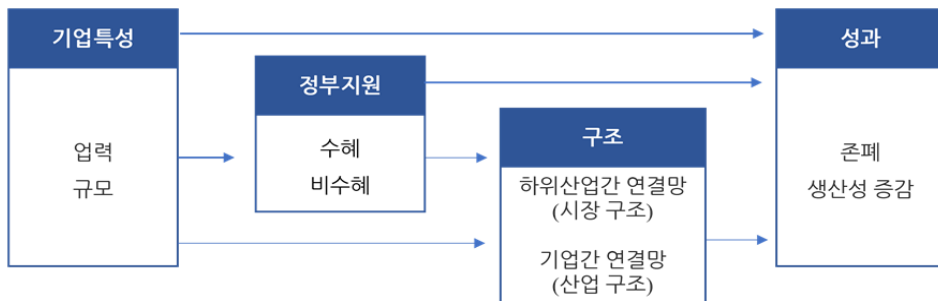 기업특성
업력
규모
정부지원
수혜
비수혜
구조
하위산업간 연결망
(시장 구조)
기업간 연결망
(산업 구조)
성과
존폐
생산성 증감